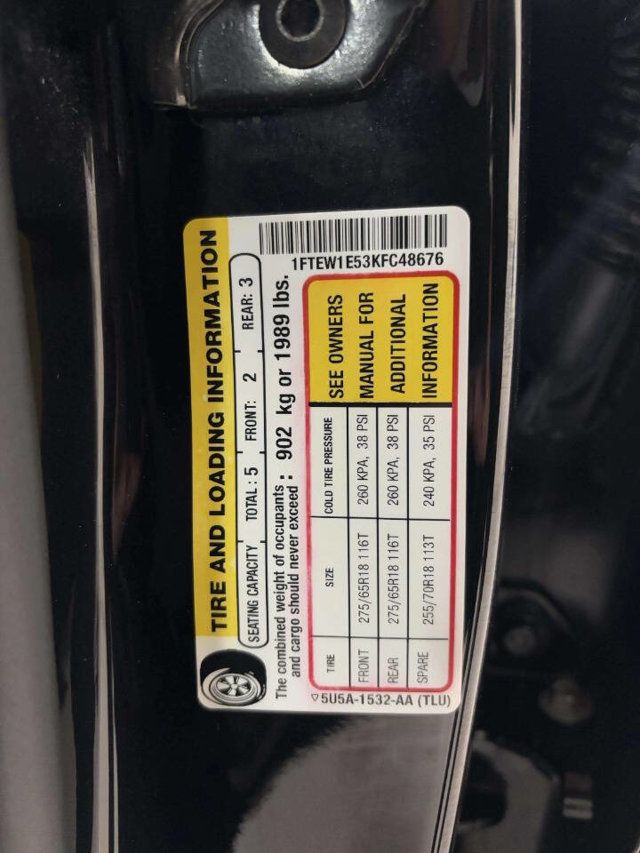 TIRE AND LOADING INFORMATION
SEATING CAPACITY TOTAL : 5 FRONT: 2 REAR: 3
The combined weight of occupants
and cargo should never exceed : 902 kg or 1989 lbs.
1FTEW1E53KFC48676
TIRE SIZE COLD TIRE PRESSURE
FRONT 275/65R18 116T 260 KPA, 38 PSI
REAR 275/65R18 116T 260 KPA, 38 PSI
SPARE 255/70R18 113T 240 KPA, 35 PSI
SEE OWNERS
MANUAL FOR
ADDITIONAL
INFORMATION
▽5U5A-1532-AA (TLU)